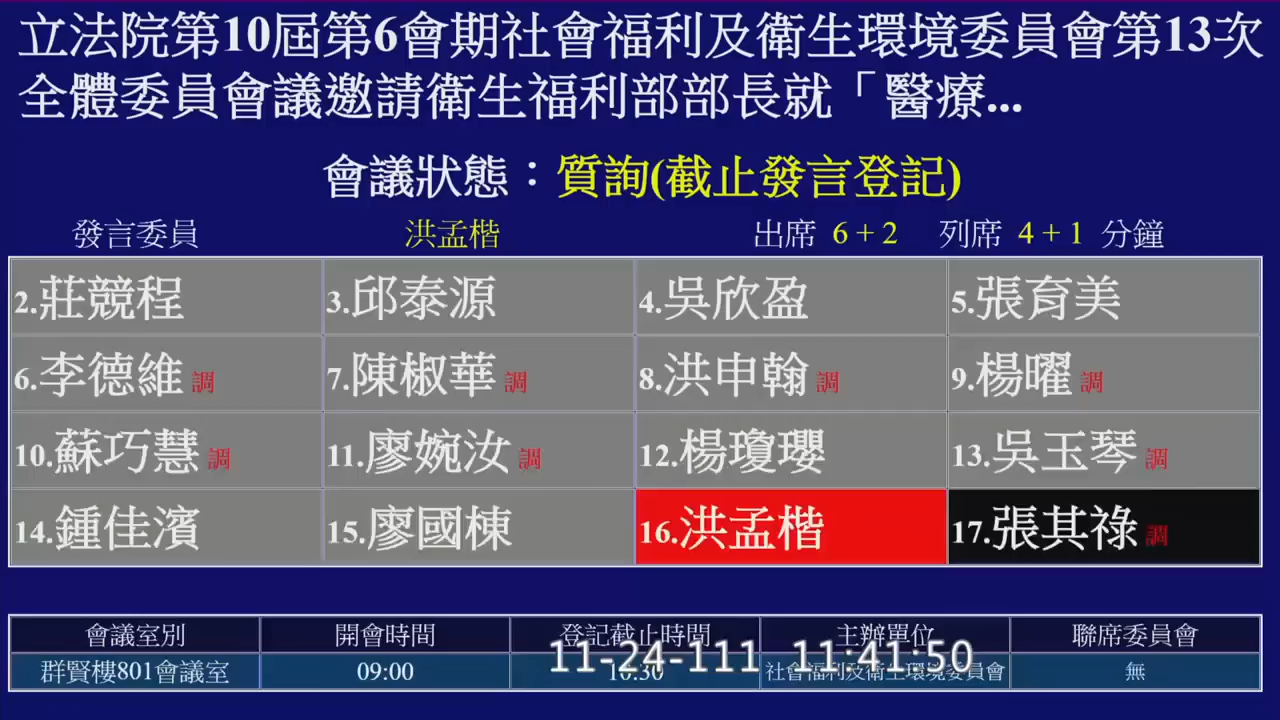 立法院第10屆第6會期社會福利及衛生環境委員會第13次
全體委員會議邀請衛生福利部部長就「醫療...
會議狀態：質詢(截止發言登記)
發言委員 洪孟楷 出席 6 + 2 列席 4 + 1 分鐘
2.莊競程 3.邱泰源 4.吳欣盈 5.張育美
6.李德維 調 7.陳椒華 調 8.洪申翰 調 9.楊曜 調
10.蘇巧慧 調 11.廖婉汝 調 12.楊瓊瓔 13.吳玉琴 調
14.鍾佳濱 15.廖國棟 16.洪孟楷 17.張其祿 調
會議室別 開會時間 登記截止時間 主辦單位 聯席委員會
群賢樓801會議室 09:00 10:30 社會福利及衛生環境委員會 無
11-24-111 11:41:50